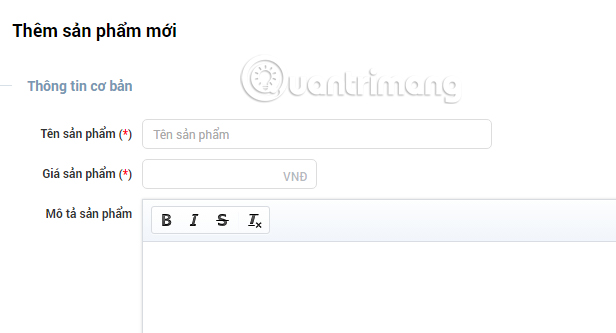 Thêm sản phẩm mới
Quantrimang
Thông tin cơ bản
Tên sản phẩm (*) Tên sản phẩm
Giá sản phẩm (*) VNĐ
Mô tả sản phẩm
B I S Tx